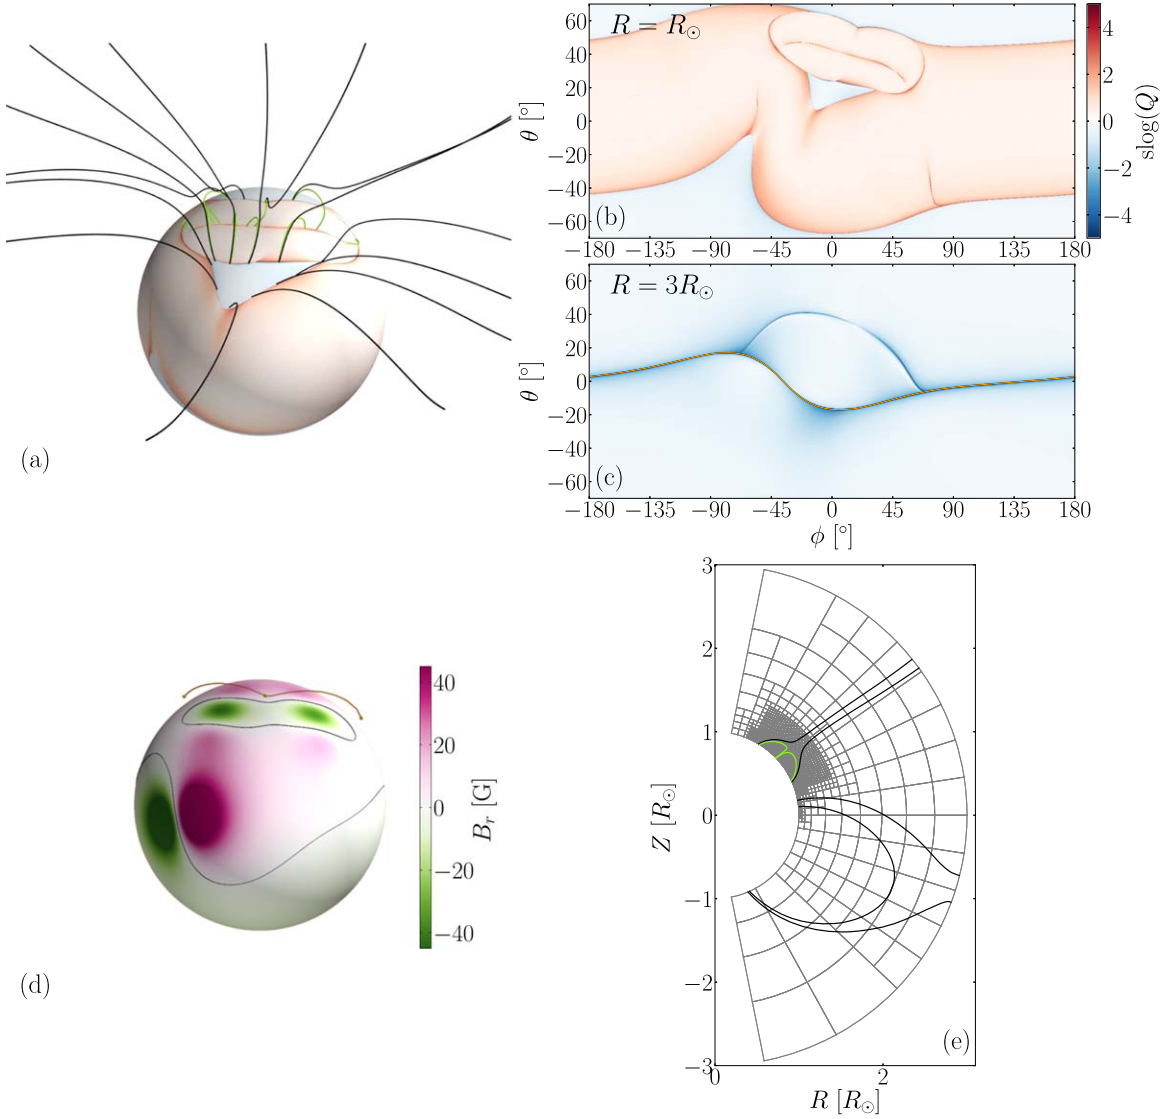 (a)
R = R☉
θ [°]
60
40
20
0
−20
−40
−60
(b)
−180 −135 −90 −45 0 45 90 135 180
R = 3R☉
θ [°]
60
40
20
0
−20
−40
−60
(c)
−180 −135 −90 −45 0 45 90 135 180
ϕ [°]
4
2
0
−2
−4
slog(Q)
(d)
40
20
0
−20
−40
B_r [G]
3
2
1
0
−1
−2
−3
Z [R☉]
0 2
R [R☉]
(e)